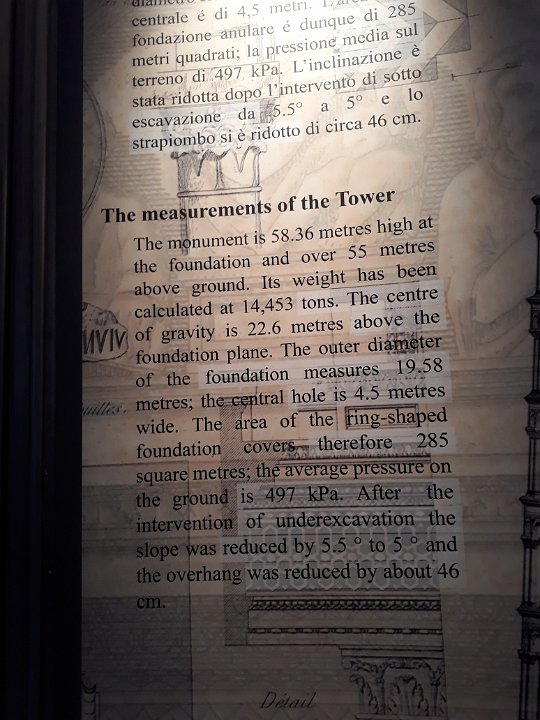 diametro
centrale é di 4,5 metri. L'area
fondazione anulare é dunque di 285
metri quadrati; la pressione media sul
terreno di 497 kPa. L'inclinazione è
stata ridotta dopo l'intervento di sotto
escavazione da 5.5° a 5° e lo
strapiombo si è ridotto di circa 46 cm.
The measurements of the Tower
The monument is 58.36 metres high at
the foundation and over 55 metres
above ground. Its weight has been
calculated at 14,453 tons. The centre
of gravity is 22.6 metres above the
foundation plane. The outer diameter
of the foundation measures 19.58
metres; the central hole is 4.5 metres
wide. The area of the ring-shaped
foundation covers therefore 285
square metres; the average pressure on
the ground is 497 kPa. After the
intervention of underexcavation the
slope was reduced by 5.5 ° to 5 ° and
the overhang was reduced by about 46
cm.
Détail